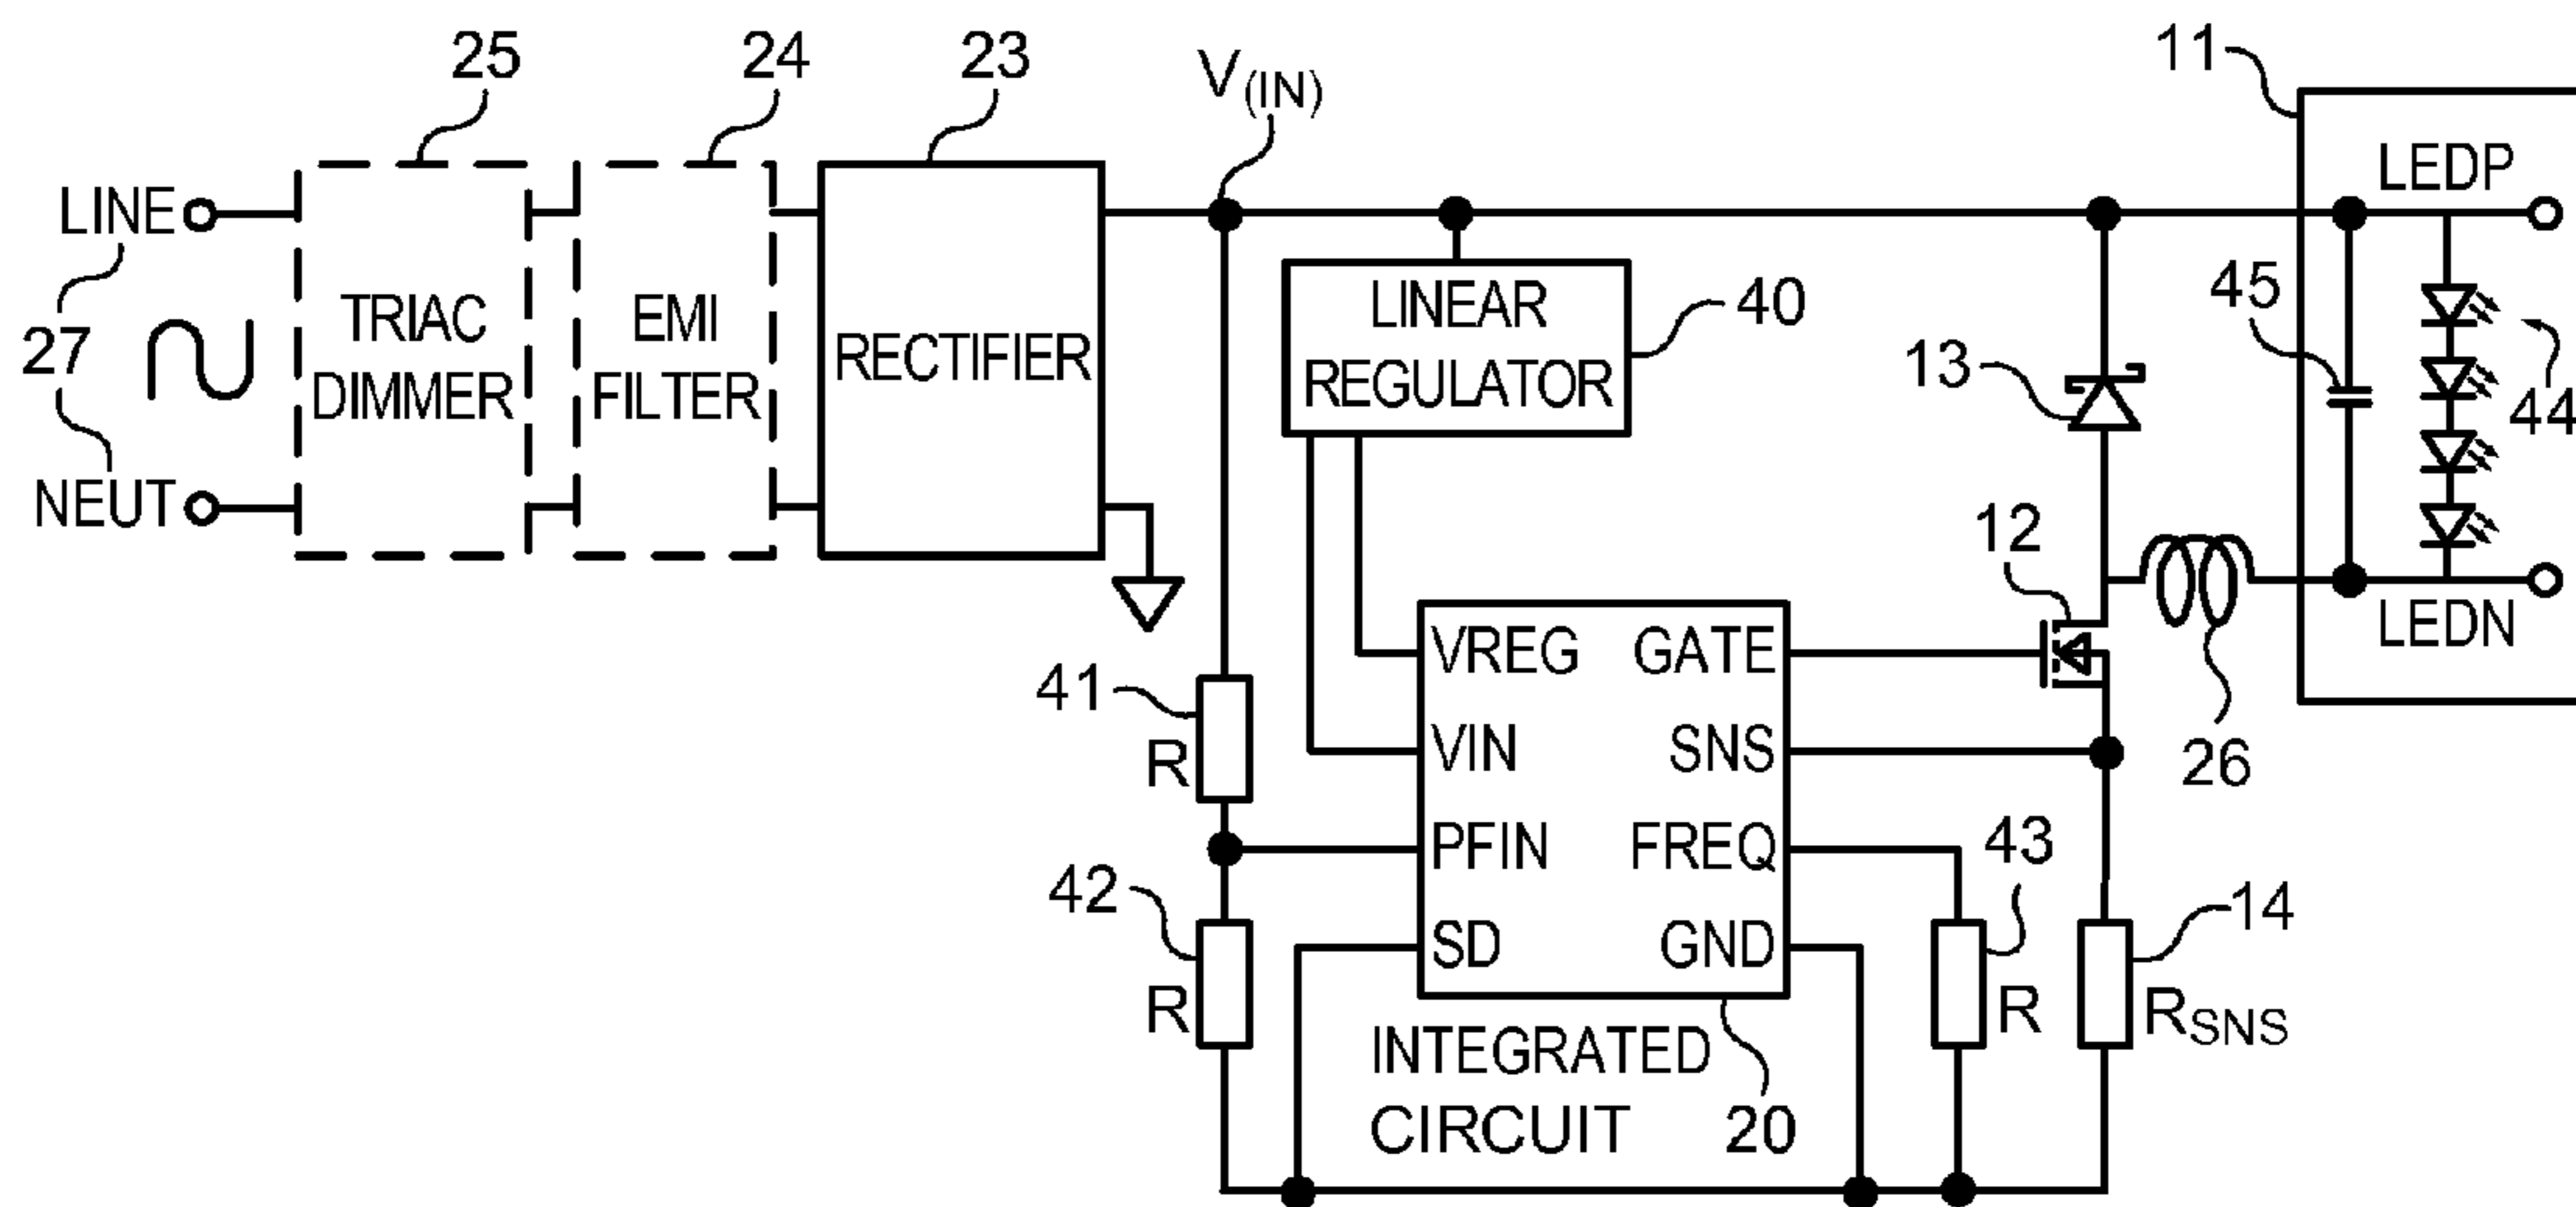 25
24
23
V(IN)
11
LINE
27
NEUT
TRIAC
DIMMER
EMI
FILTER
RECTIFIER
LINEAR
REGULATOR
40
13
45
LEDP
44
LEDN
12
26
41
R
42
R
VREG
VIN
PFIN
SD
GATE
SNS
FREQ
GND
43
R
14
RSNS
INTEGRATED
CIRCUIT
20